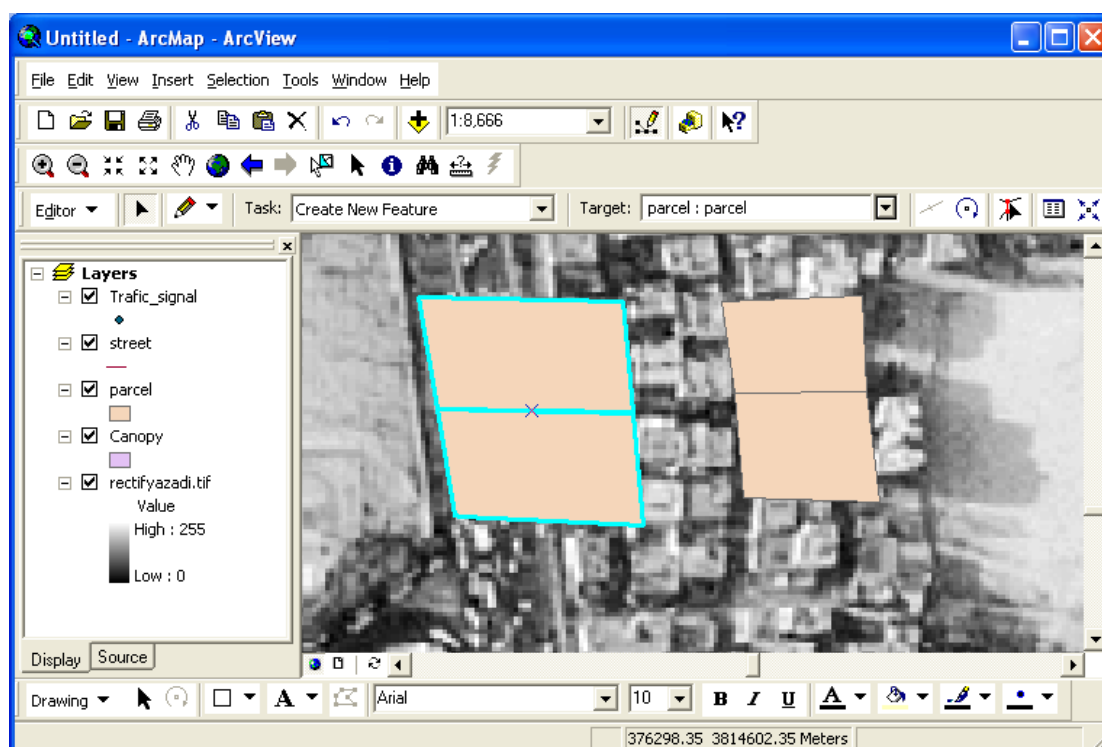 Untitled - ArcMap - ArcView
File Edit View Insert Selection Tools Window Help
1:8,666
Editor Task: Create New Feature Target: parcel : parcel
Layers
Trafic_signal
street
parcel
Canopy
rectifyazadi.tif
Value
High : 255
Low : 0
Display Source
Drawing A Arial 10 B I U A
376298.35 3814602.35 Meters